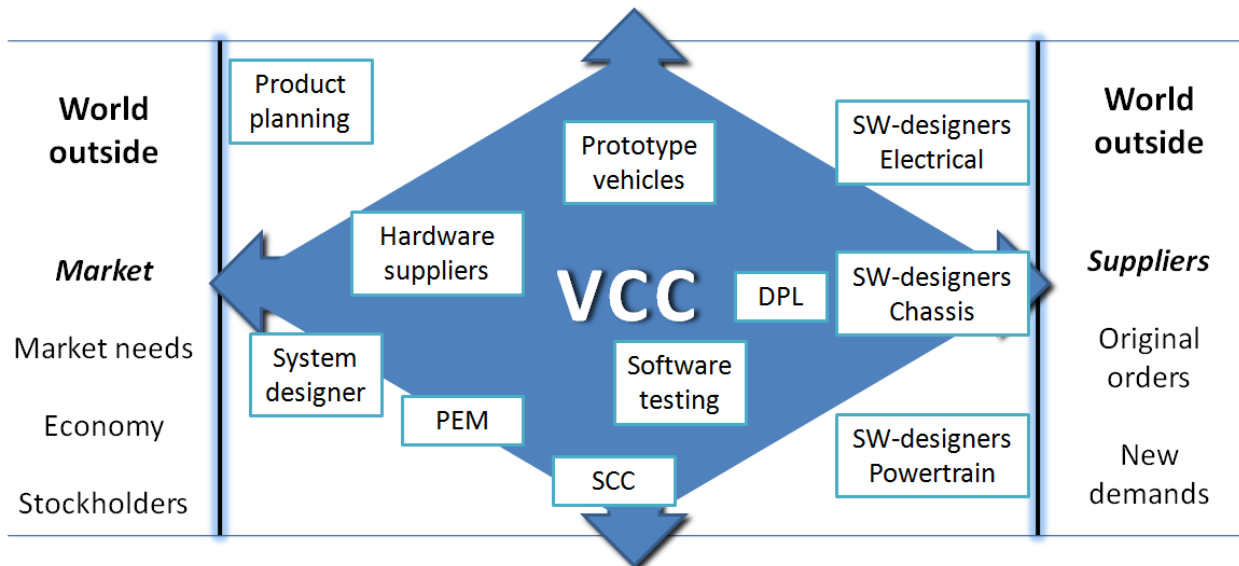 World
outside
Market
Market needs
Economy
Stockholders
Product
planning
Prototype
vehicles
SW-designers
Electrical
Hardware
suppliers
VCC
DPL
SW-designers
Chassis
System
designer
Software
testing
PEM
SW-designers
Powertrain
SCC
World
outside
Suppliers
Original
orders
New
demands